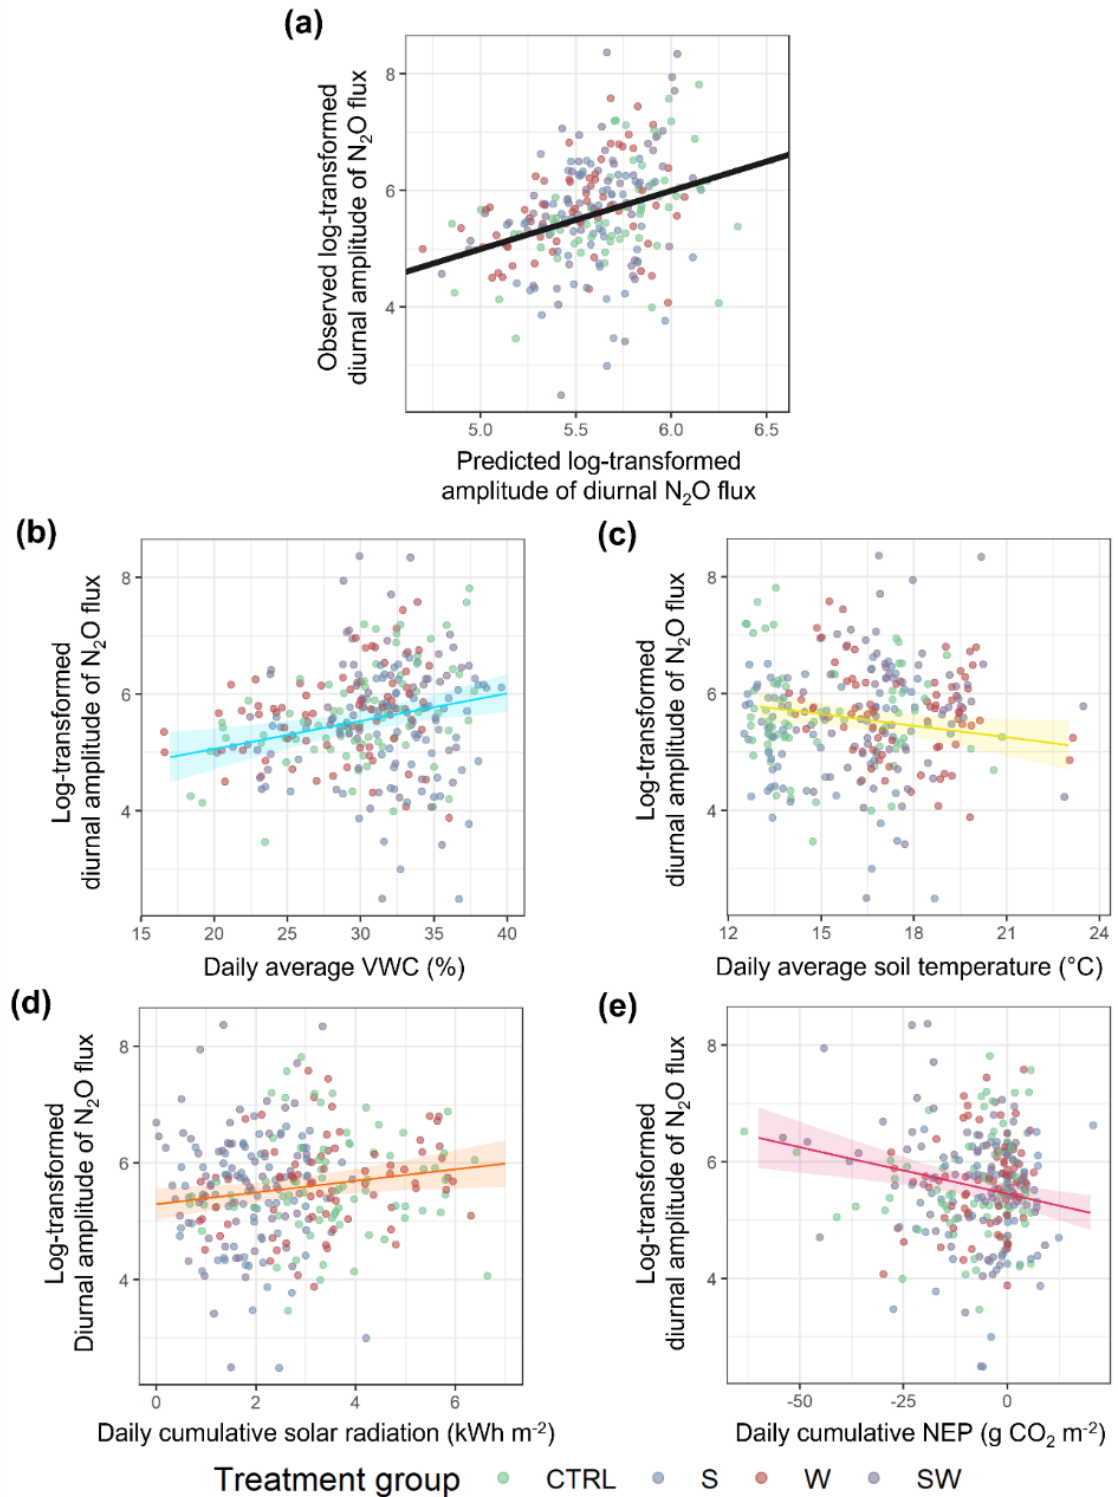 (a)
Observed log-transformed
diurnal amplitude of N₂O flux
8
6
4
5.0 5.5 6.0 6.5
Predicted log-transformed
amplitude of diurnal N₂O flux
(b)
Log-transformed
diurnal amplitude of N₂O flux
8
6
4
15 20 25 30 35 40
Daily average VWC (%)
(c)
Log-transformed
diurnal amplitude of N₂O flux
8
6
4
12 15 18 21 24
Daily average soil temperature (°C)
(d)
Log-transformed
Diurnal amplitude of N₂O flux
8
6
4
0 2 4 6
Daily cumulative solar radiation (kWh m⁻²)
(e)
Log-transformed
diurnal amplitude of N₂O flux
8
6
4
-50 -25 0
Daily cumulative NEP (g CO₂ m⁻²)
Treatment group CTRL S W SW